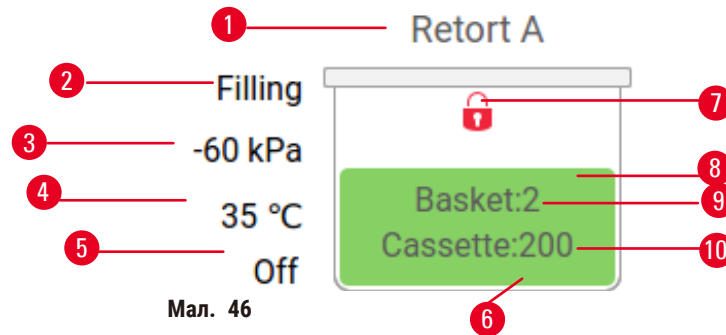 1 Retort A
2 Filling 7
3 -60 kPa
8
4 35 °C Basket:2 9
5 Off Cassette:200 10
Мал. 46 6